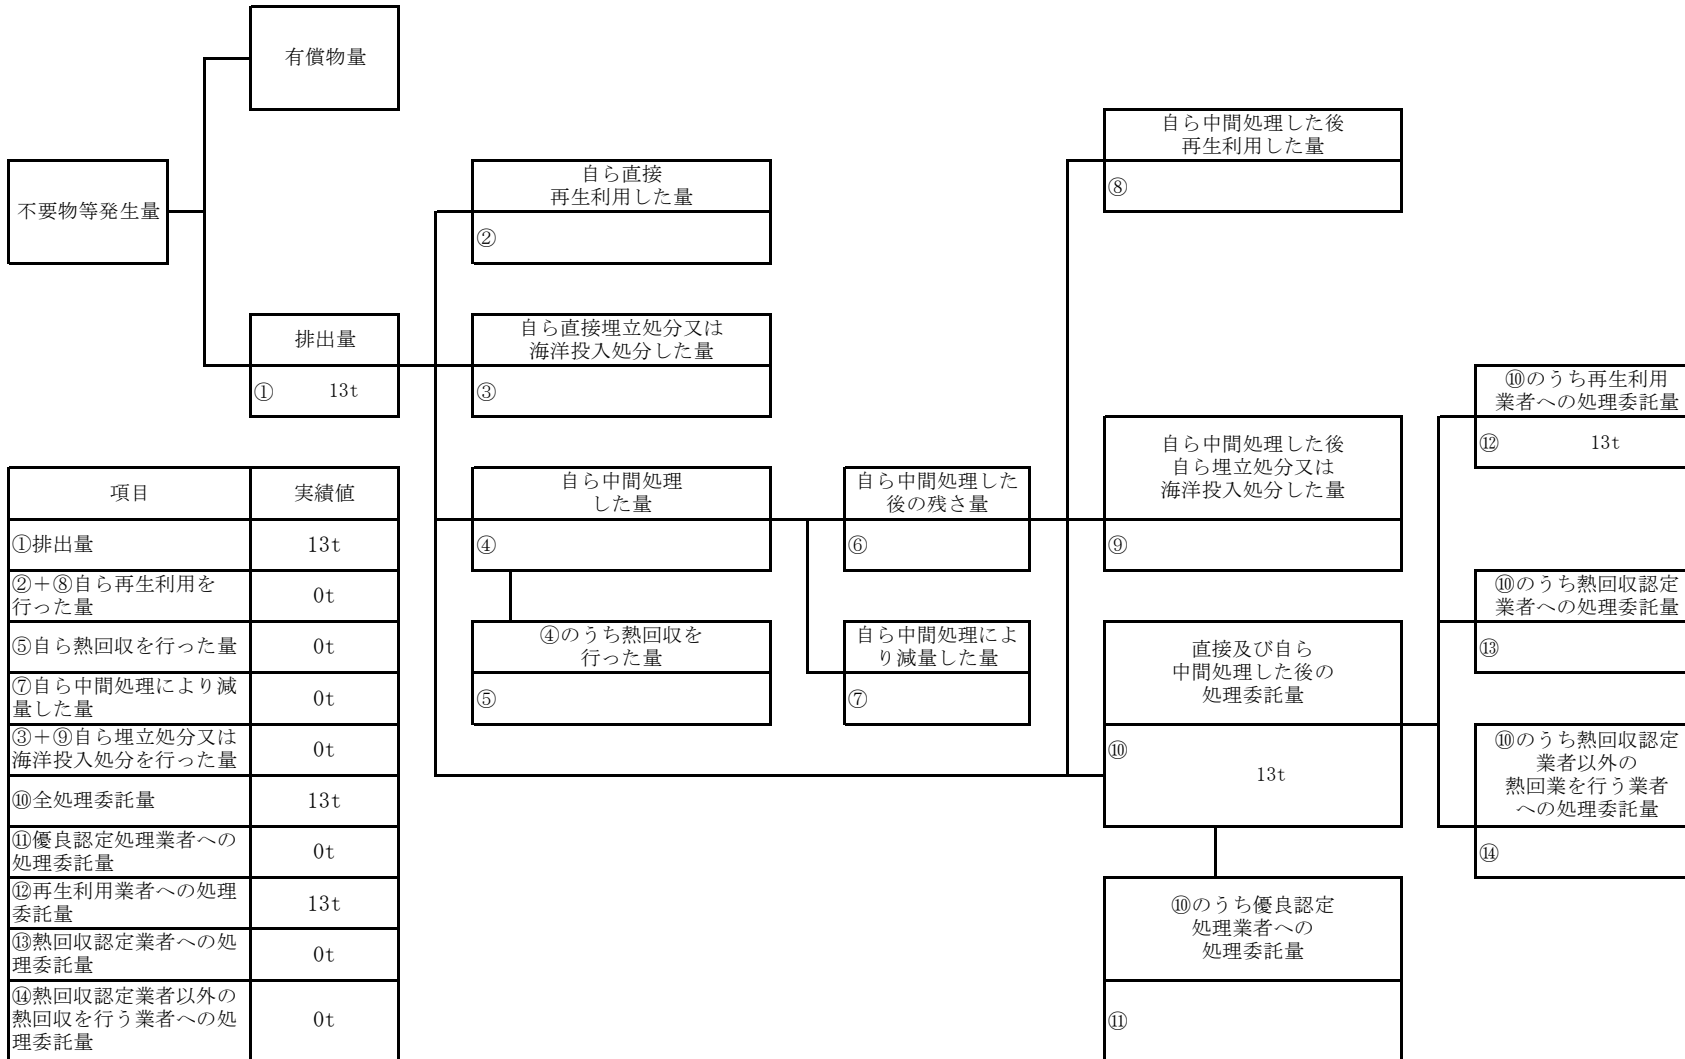 有償物量
不要物等発生量
排出量
① 13t
自ら直接
再生利用した量
②
自ら直接埋立処分又は
海洋投入処分した量
③
自ら中間処理
した量
④
④のうち熱回収を
行った量
⑤
自ら中間処理した
後の残さ量
⑥
自ら中間処理によ
り減量した量
⑦
自ら中間処理した後
再生利用した量
⑧
自ら中間処理した後
自ら埋立処分又は
海洋投入処分した量
⑨
直接及び自ら
中間処理した後の
処理委託量
⑩
13t
⑩のうち優良認定
処理業者への
処理委託量
⑪
⑩のうち再生利用
業者への処理委託量
⑫ 13t
⑩のうち熱回収認定
業者への処理委託量
⑬
⑩のうち熱回収認定
業者以外の
熱回業を行う業者
への処理委託量
⑭
項目 実績値
①排出量 13t
②+⑧自ら再生利用を
行った量 0t
⑤自ら熱回収を行った量 0t
⑦自ら中間処理により減
量した量 0t
③+⑨自ら埋立処分又は
海洋投入処分を行った量 0t
⑩全処理委託量 13t
⑪優良認定処理業者への
処理委託量 0t
⑫再生利用業者への処理
委託量 13t
⑬熱回収認定業者への処
理委託量 0t
⑭熱回収認定業者以外の
熱回収を行う業者への処
理委託量 0t